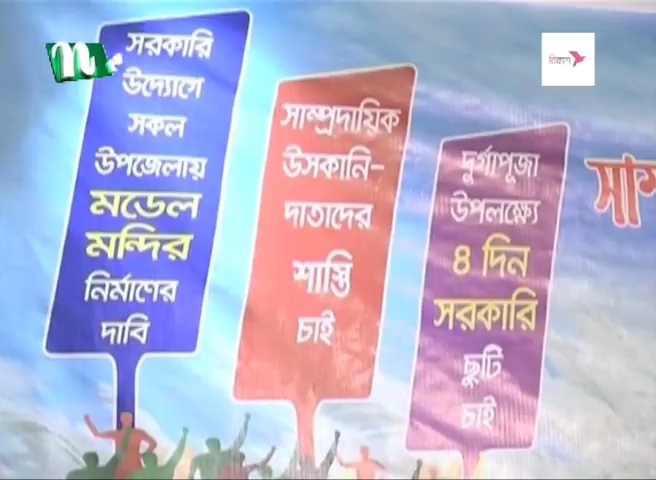 সরকারি
উদ্যোগে
সকল
উপজেলায়
মডেল
মন্দির
নির্মাণের
দাবি
সাম্প্রদায়িক
উসকানি-
দাতাদের
শাস্তি
চাই
দুর্গাপূজা
উপলক্ষ্যে
৪ দিন
সরকারি
ছুটি
চাই
বিকাশ